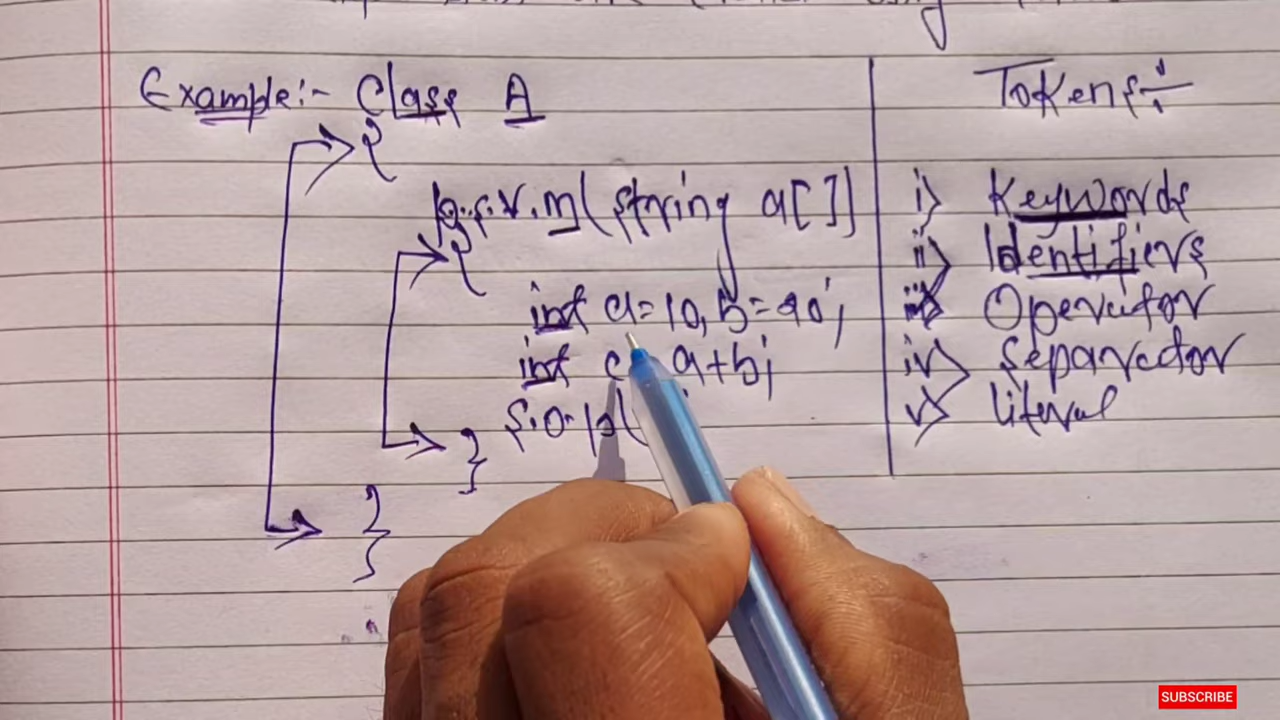 Example:- Class A
{
p.s.v.m(string a[])
{
int a=10, b=20;
int c a+b;
s.o.p(
}
}
Tokens:-
i) Keywords
ii) Identifiers
iii) Operator
iv) Separator
v) literal
SUBSCRIBE